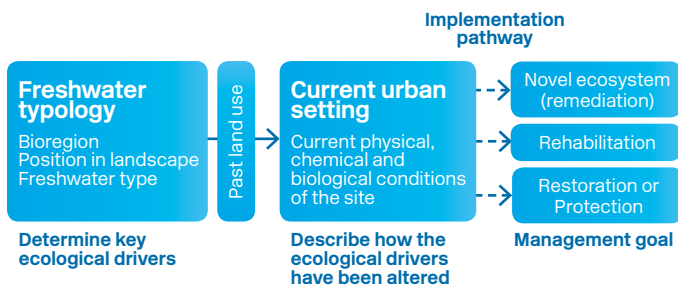 Implementation
pathway
Freshwater
typology
Bioregion
Position in landscape
Freshwater type
Past land use
Current urban
setting
Current physical,
chemical and
biological conditions
of the site
Novel ecosystem
(remediation)
Rehabilitation
Restoration or
Protection
Determine key
ecological drivers
Describe how the
ecological drivers
have been altered
Management goal